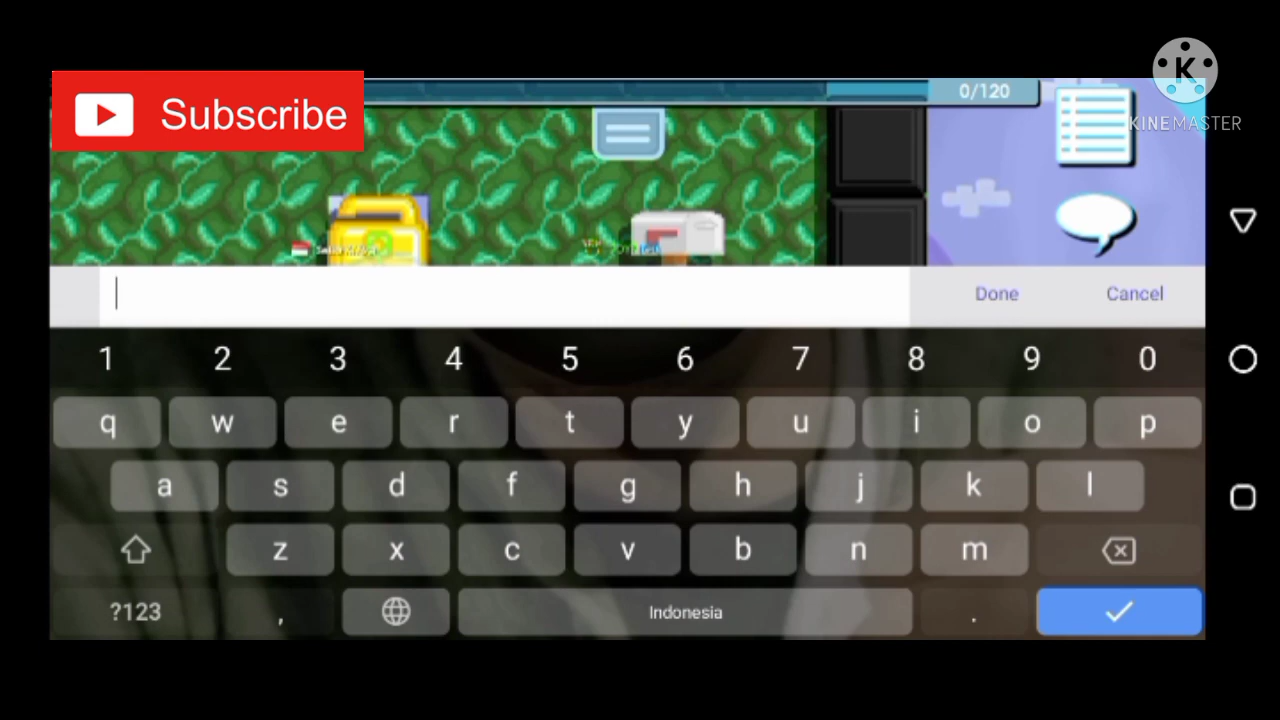 Subscribe
0/120
KINEMASTER
Done
Cancel
1 2 3 4 5 6 7 8 9 0
q w e r t y u i o p
a s d f g h j k l
z x c v b n m
?123 , Indonesia .